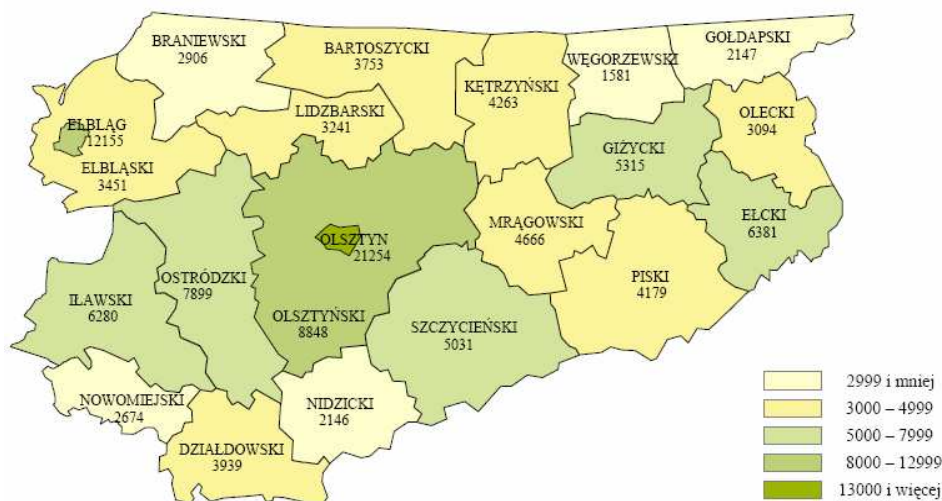 BRANIEWSKI
2906
BARTOSZYCKI
3753
GOŁDAPSKI
2147
WĘGORZEWSKI
1581
KĘTRZYŃSKI
4263
LIDZBARSKI
3241
OLECKI
3094
ELBLĄG
12155
ELBLĄSKI
3451
GIŻYCKI
5315
MRĄGOWSKI
4666
EŁCKI
6381
OLSZTYN
21254
OSTRÓDZKI
7899
PISKI
4179
IŁAWSKI
6280
OLSZTYŃSKI
8848
SZCZYCIEŃSKI
5031
NOWOMIEJSKI
2674
NIDZICKI
2146
DZIAŁDOWSKI
3939
2999 i mniej
3000 – 4999
5000 – 7999
8000 – 12999
13000 i więcej